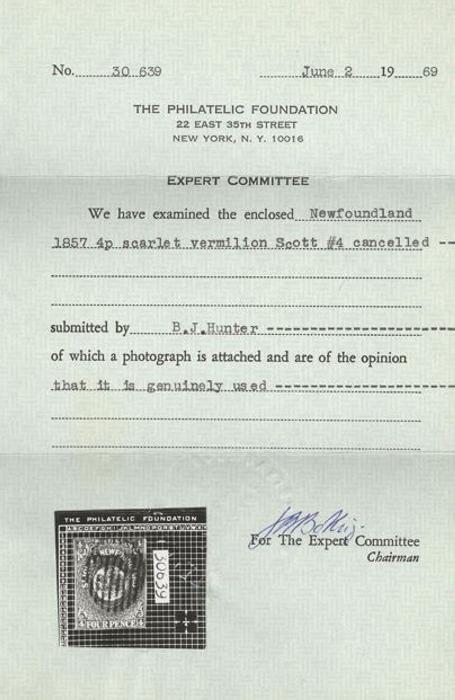 No. 30 639 June 2 19 69
THE PHILATELIC FOUNDATION
22 EAST 35TH STREET
NEW YORK, N. Y. 10016
EXPERT COMMITTEE
We have examined the enclosed Newfoundland
1857 4p scarlet vermilion Scott #4 cancelled --
submitted by B.J.Hunter
of which a photograph is attached and are of the opinion
that it is genuinely used
For The Expert Committee
Chairman
THE PHILATELIC FOUNDATION
30639
4 FOUR PENCE 4